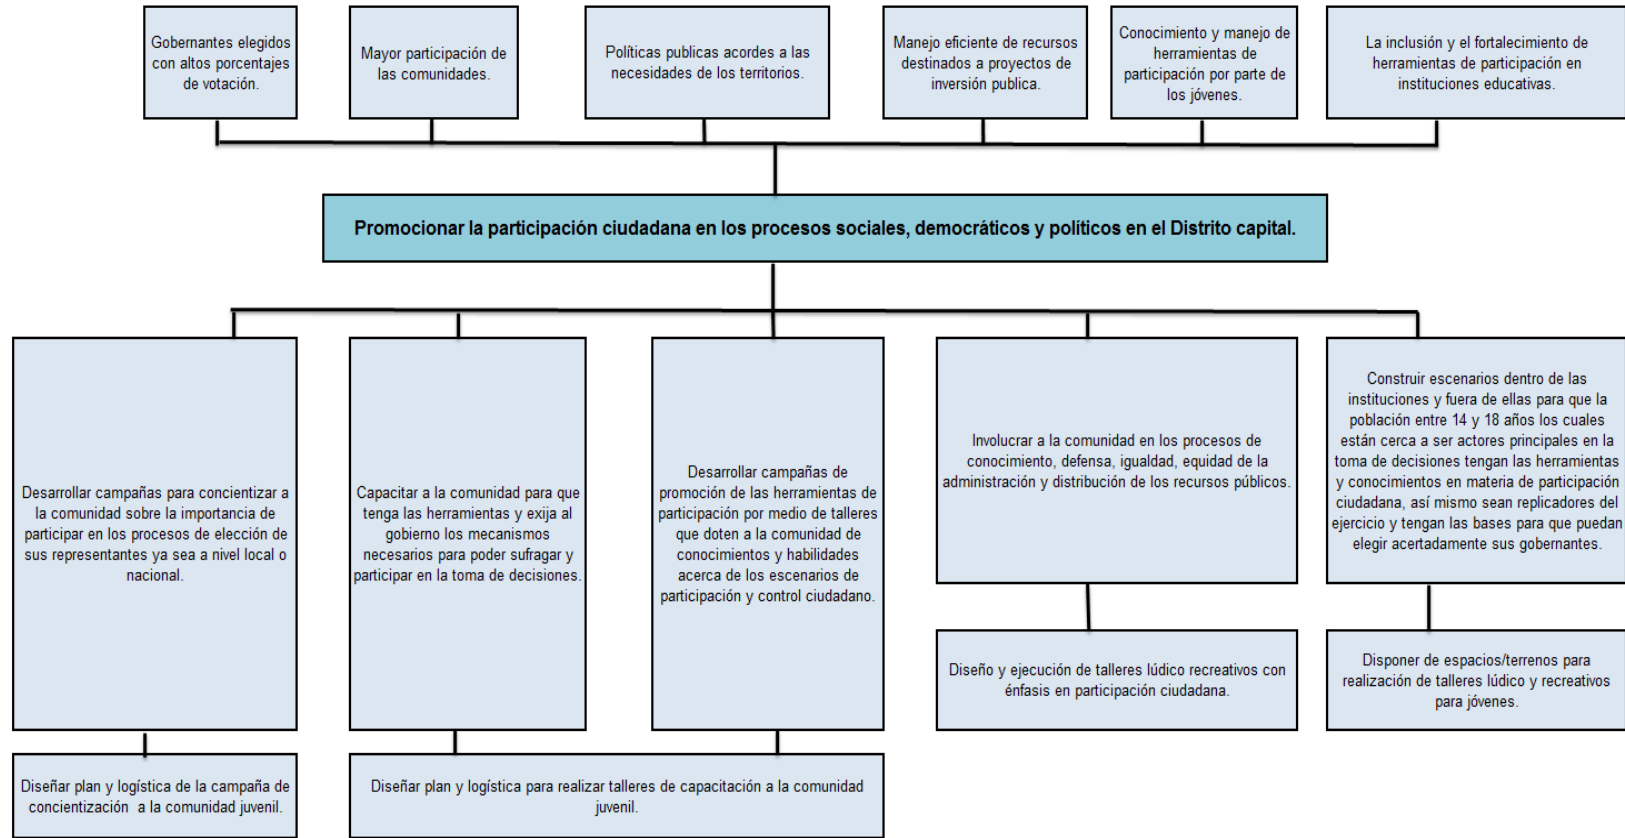 Gobernantes elegidos
con altos porcentajes
de votación.
Mayor participación de
las comunidades.
Políticas publicas acordes a las
necesidades de los territorios.
Manejo eficiente de recursos
destinados a proyectos de
inversión publica.
Conocimiento y manejo de
herramientas de
participación por parte de
los jóvenes.
La inclusión y el fortalecimiento de
herramientas de participación en
instituciones educativas.
Promocionar la participación ciudadana en los procesos sociales, democráticos y políticos en el Distrito capital.
Desarrollar campañas para concientizar a
la comunidad sobre la importancia de
participar en los procesos de elección de
sus representantes ya sea a nivel local o
nacional.
Capacitar a la comunidad para que
tenga las herramientas y exija al
gobierno los mecanismos
necesarios para poder sufragar y
participar en la toma de decisiones.
Desarrollar campañas de
promoción de las herramientas de
participación por medio de talleres
que doten a la comunidad de
conocimientos y habilidades
acerca de los escenarios de
participación y control ciudadano.
Involucrar a la comunidad en los procesos de
conocimiento, defensa, igualdad, equidad de la
administración y distribución de los recursos públicos.
Construir escenarios dentro de las
instituciones y fuera de ellas para que la
población entre 14 y 18 años los cuales
están cerca a ser actores principales en la
toma de decisiones tengan las herramientas
y conocimientos en materia de participación
ciudadana, así mismo sean replicadores del
ejercicio y tengan las bases para que puedan
elegir acertadamente sus gobernantes.
Diseño y ejecución de talleres lúdico recreativos con
énfasis en participación ciudadana.
Disponer de espacios/terrenos para
realización de talleres lúdico y recreativos
para jóvenes.
Diseñar plan y logística de la campaña de
concientización a la comunidad juvenil.
Diseñar plan y logística para realizar talleres de capacitación a la comunidad
juvenil.